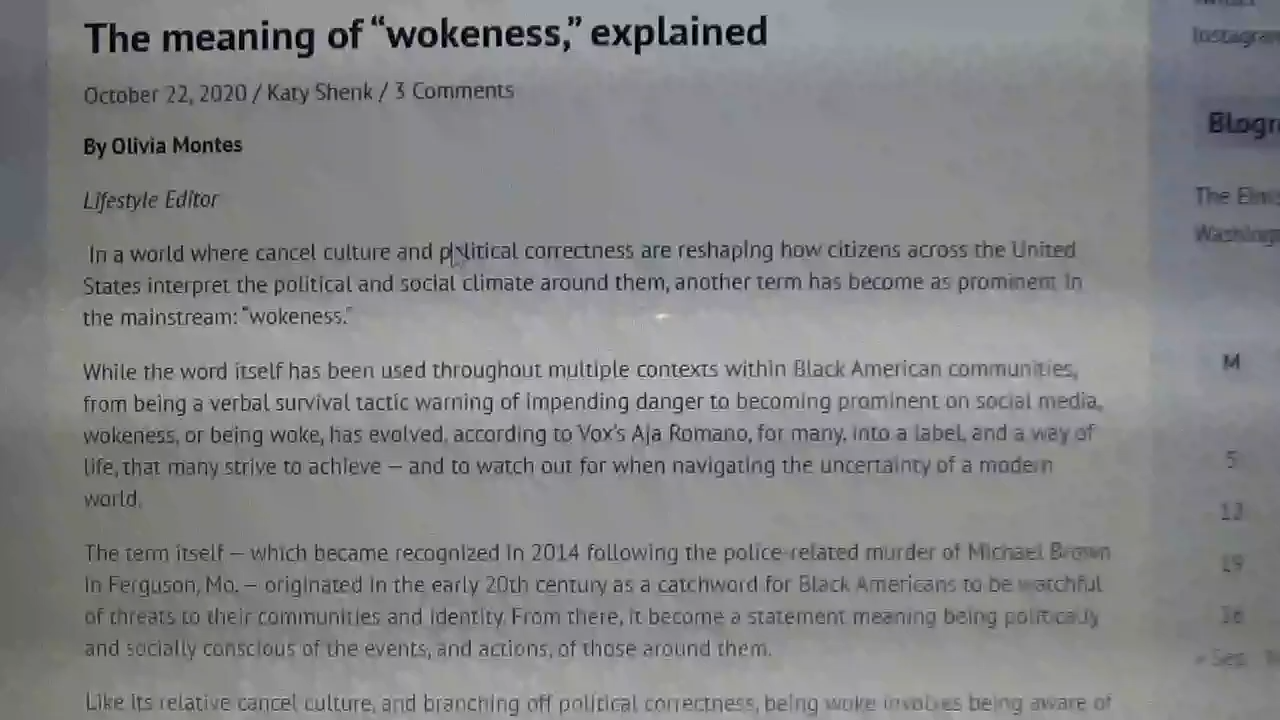 The meaning of “wokeness,” explained
October 22, 2020 / Katy Shenk / 3 Comments
By Olivia Montes
Lifestyle Editor
In a world where cancel culture and political correctness are reshaping how citizens across the United
States interpret the political and social climate around them, another term has become as prominent in
the mainstream: “wokeness.”
While the word itself has been used throughout multiple contexts within Black American communities,
from being a verbal survival tactic warning of impending danger to becoming prominent on social media,
wokeness, or being woke, has evolved, according to Vox’s Aja Romano, for many, into a label, and a way of
life, that many strive to achieve — and to watch out for when navigating the uncertainty of a modern
world.
The term itself — which became recognized in 2014 following the police-related murder of Michael Brown
in Ferguson, Mo. — originated in the early 20th century as a catchword for Black Americans to be watchful
of threats to their communities and identity. From there, it become a statement meaning being politically
and socially conscious of the events, and actions, of those around them.
Like its relative cancel culture, and branching off political correctness, being woke involves being aware of
Instagram
Blogr
The Elms
Washing
M
5
12
19
26
« Sep